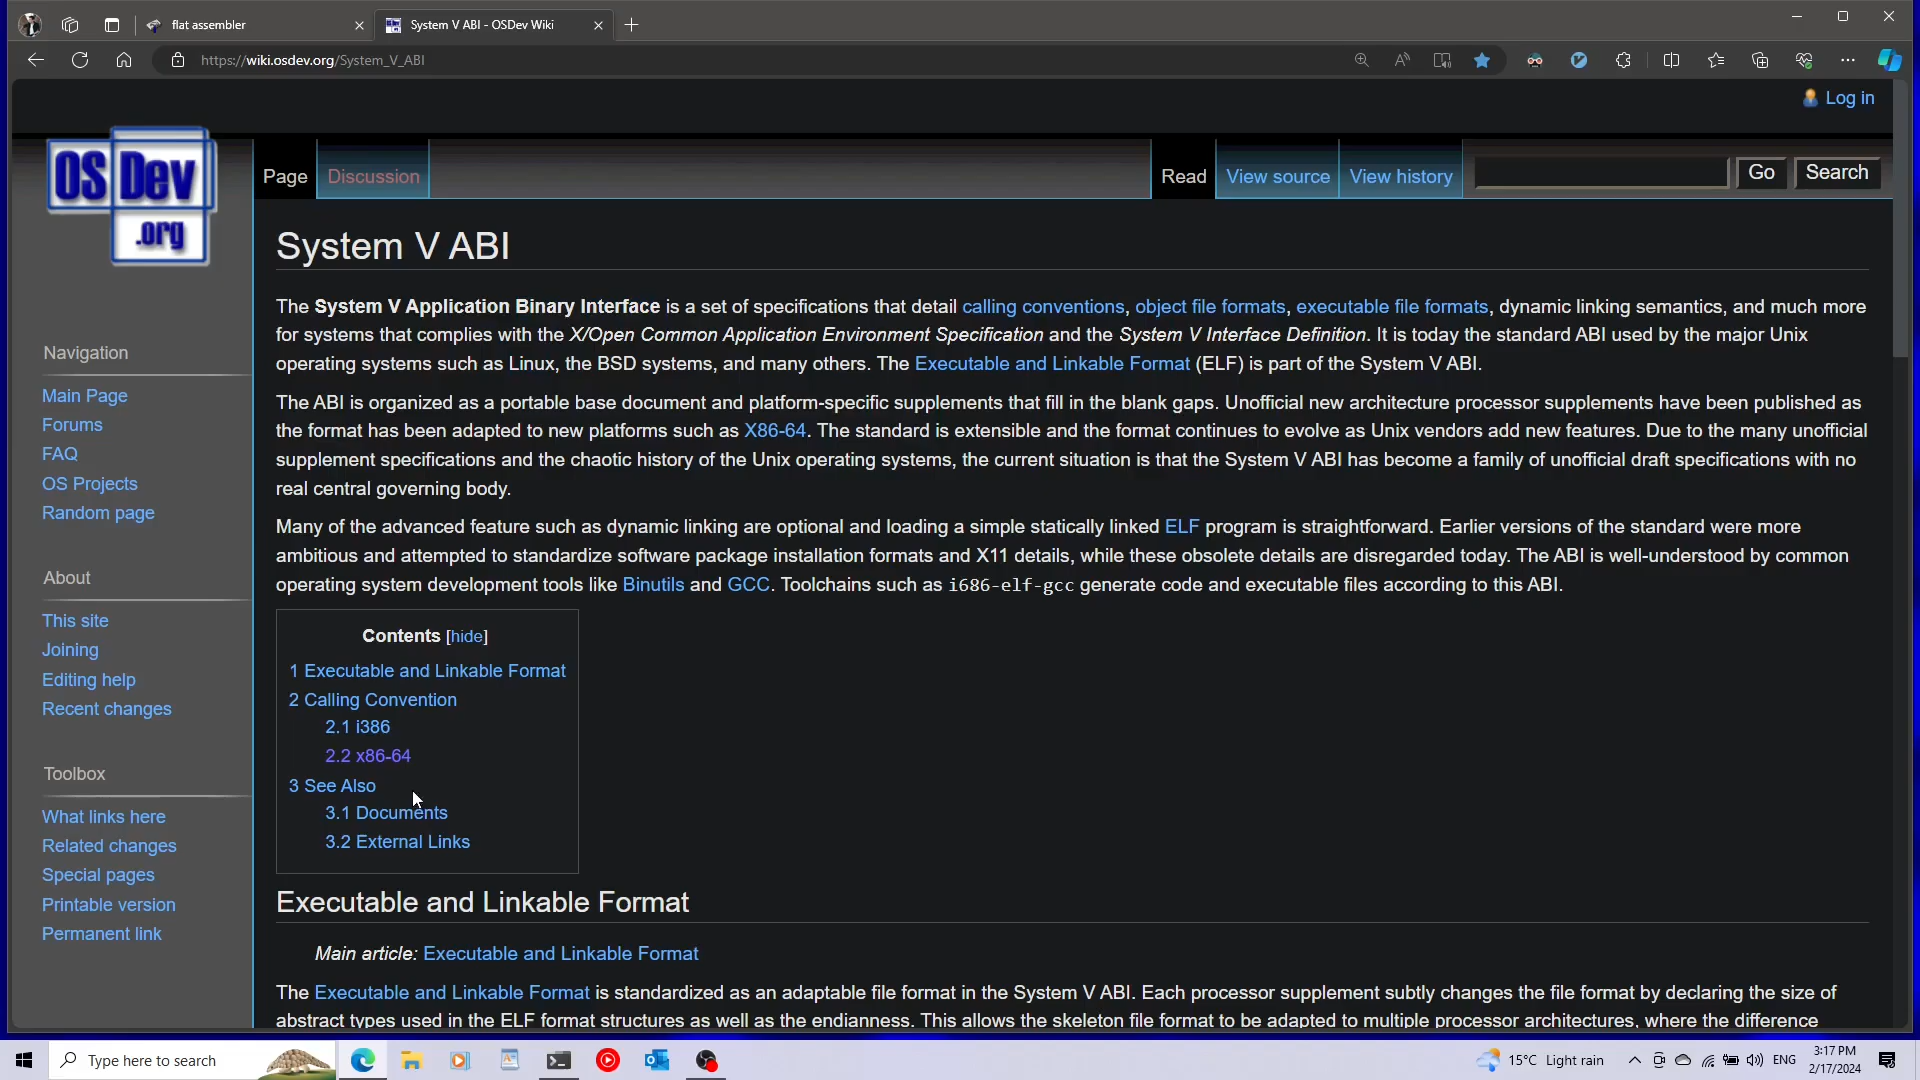 flat assembler
System V ABI - OSDev Wiki
https://wiki.osdev.org/System_V_ABI
Log in
OS Dev
.org
Page
Discussion
Read
View source
View history
Go
Search
System V ABI
The System V Application Binary Interface is a set of specifications that detail calling conventions, object file formats, executable file formats, dynamic linking semantics, and much more
for systems that complies with the X/Open Common Application Environment Specification and the System V Interface Definition. It is today the standard ABI used by the major Unix
operating systems such as Linux, the BSD systems, and many others. The Executable and Linkable Format (ELF) is part of the System V ABI.
The ABI is organized as a portable base document and platform-specific supplements that fill in the blank gaps. Unofficial new architecture processor supplements have been published as
the format has been adapted to new platforms such as X86-64. The standard is extensible and the format continues to evolve as Unix vendors add new features. Due to the many unofficial
supplement specifications and the chaotic history of the Unix operating systems, the current situation is that the System V ABI has become a family of unofficial draft specifications with no
real central governing body.
Many of the advanced feature such as dynamic linking are optional and loading a simple statically linked ELF program is straightforward. Earlier versions of the standard were more
ambitious and attempted to standardize software package installation formats and X11 details, while these obsolete details are disregarded today. The ABI is well-understood by common
operating system development tools like Binutils and GCC. Toolchains such as i686-elf-gcc generate code and executable files according to this ABI.
Contents [hide]
1 Executable and Linkable Format
2 Calling Convention
2.1 i386
2.2 x86-64
3 See Also
3.1 Documents
3.2 External Links
Executable and Linkable Format
Main article: Executable and Linkable Format
The Executable and Linkable Format is standardized as an adaptable file format in the System V ABI. Each processor supplement subtly changes the file format by declaring the size of
abstract types used in the ELF format structures as well as the endianness. This allows the skeleton file format to be adapted to multiple processor architectures, where the difference
Navigation
Main Page
Forums
FAQ
OS Projects
Random page
About
This site
Joining
Editing help
Recent changes
Toolbox
What links here
Related changes
Special pages
Printable version
Permanent link
Type here to search
15°C Light rain
ENG
3:17 PM
2/17/2024